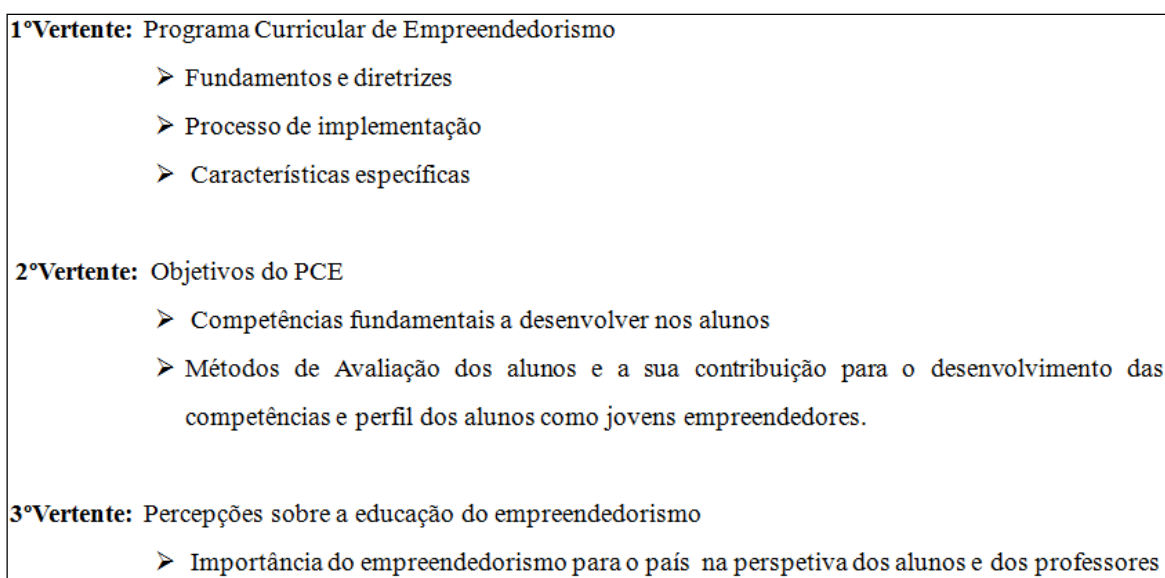 1ºVertente: Programa Curricular de Empreendedorismo
➢ Fundamentos e diretrizes
➢ Processo de implementação
➢ Características específicas
2ºVertente: Objetivos do PCE
➢ Competências fundamentais a desenvolver nos alunos
➢ Métodos de Avaliação dos alunos e a sua contribuição para o desenvolvimento das
competências e perfil dos alunos como jovens empreendedores.
3ºVertente: Percepções sobre a educação do empreendedorismo
➢ Importância do empreendedorismo para o país na perspetiva dos alunos e dos professores